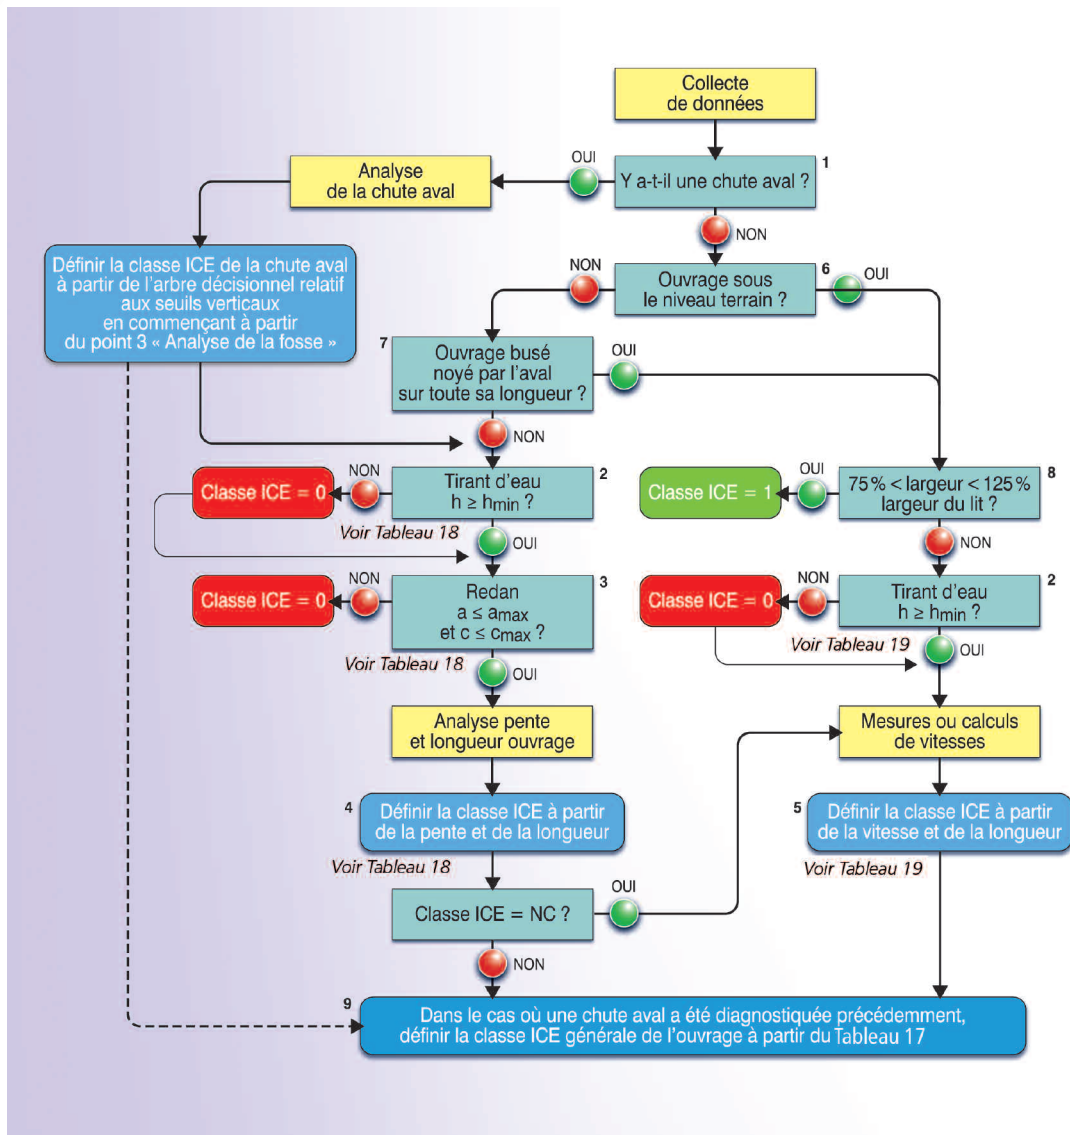 Collecte
de données
OUI
1
Y a-t-il une chute aval ?
Analyse
de la chute aval
NON
Définir la classe ICE de la chute aval
à partir de l'arbre décisionnel relatif
aux seuils verticaux
en commençant à partir
du point 3 « Analyse de la fosse »
NON
6
Ouvrage sous
le niveau terrain ?
OUI
7
Ouvrage busé
noyé par l'aval
sur toute sa longueur ?
OUI
NON
Classe ICE = 0
NON
2
Tirant d'eau
h ≥ hmin ?
Voir Tableau 18
OUI
Classe ICE = 1
OUI
8
75 % < largeur < 125 %
largeur du lit ?
NON
Classe ICE = 0
NON
3
Redan
a ≤ amax
et c ≤ cmax ?
Voir Tableau 18
OUI
Classe ICE = 0
NON
2
Tirant d'eau
h ≥ hmin ?
Voir Tableau 19
OUI
Analyse pente
et longueur ouvrage
Mesures ou calculs
de vitesses
4
Définir la classe ICE à partir
de la pente et de la longueur
Voir Tableau 18
5
Définir la classe ICE à partir
de la vitesse et de la longueur
Voir Tableau 19
Classe ICE = NC ?
OUI
NON
9
Dans le cas où une chute aval a été diagnostiquée précédemment,
définir la classe ICE générale de l'ouvrage à partir du Tableau 17